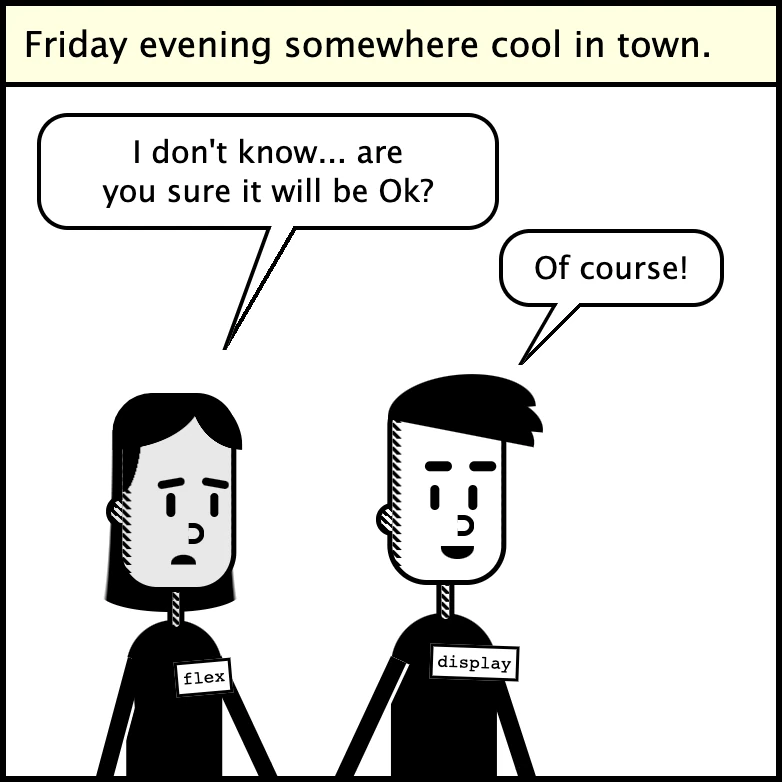 Friday evening somewhere cool in town.
I don't know... are
you sure it will be Ok?
Of course!
flex
display